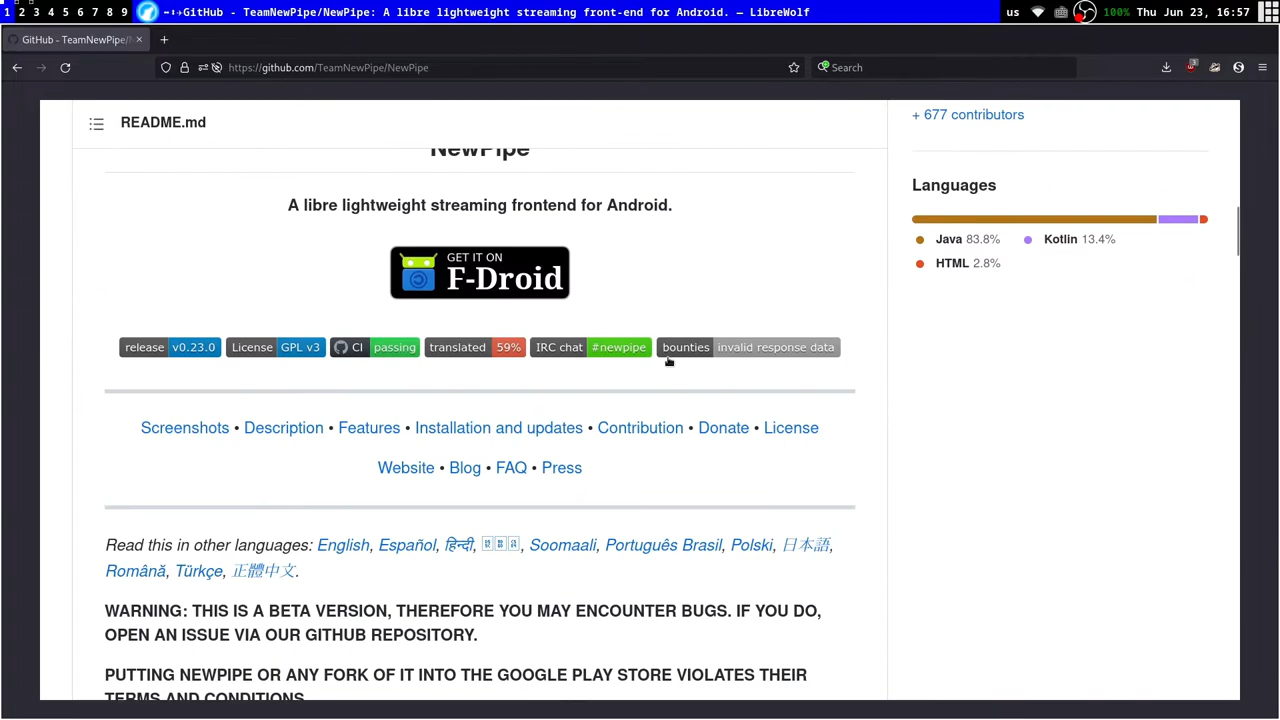 1 2 3 4 5 6 7 8 9 GitHub - TeamNewPipe/NewPipe: A libre lightweight streaming front-end for Android. — LibreWolf us 100% Thu Jun 23, 16:57
GitHub - TeamNewPipe/N
https://github.com/TeamNewPipe/NewPipe Search 3
README.md
+ 677 contributors
NewPipe
Languages
A libre lightweight streaming frontend for Android.
Java 83.8% Kotlin 13.4%
HTML 2.8%
GET IT ON
F-Droid
release v0.23.0 License GPL v3 CI passing translated 59% IRC chat #newpipe bounties invalid response data
Screenshots • Description • Features • Installation and updates • Contribution • Donate • License
Website • Blog • FAQ • Press
Read this in other languages: English, Español, हिन्दी, , Soomaali, Português Brasil, Polski, 日本語,
Română, Türkçe, 正體中文.
WARNING: THIS IS A BETA VERSION, THEREFORE YOU MAY ENCOUNTER BUGS. IF YOU DO,
OPEN AN ISSUE VIA OUR GITHUB REPOSITORY.
PUTTING NEWPIPE OR ANY FORK OF IT INTO THE GOOGLE PLAY STORE VIOLATES THEIR
TERMS AND CONDITIONS.